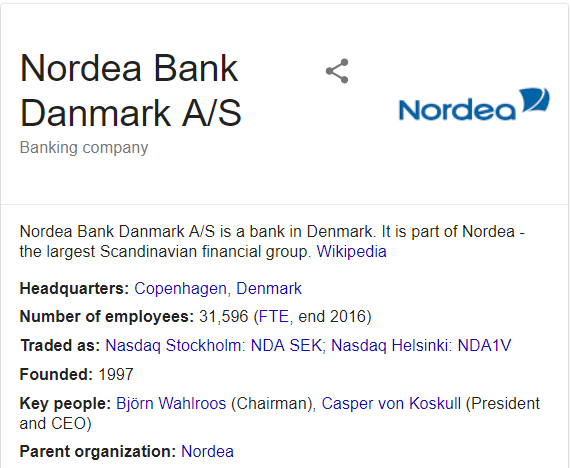 Nordea Bank
Danmark A/S
Banking company
Nordea
Nordea Bank Danmark A/S is a bank in Denmark. It is part of Nordea -
the largest Scandinavian financial group. Wikipedia
Headquarters: Copenhagen, Denmark
Number of employees: 31,596 (FTE, end 2016)
Traded as: Nasdaq Stockholm: NDA SEK; Nasdaq Helsinki: NDA1V
Founded: 1997
Key people: Björn Wahlroos (Chairman), Casper von Koskull (President
and CEO)
Parent organization: Nordea